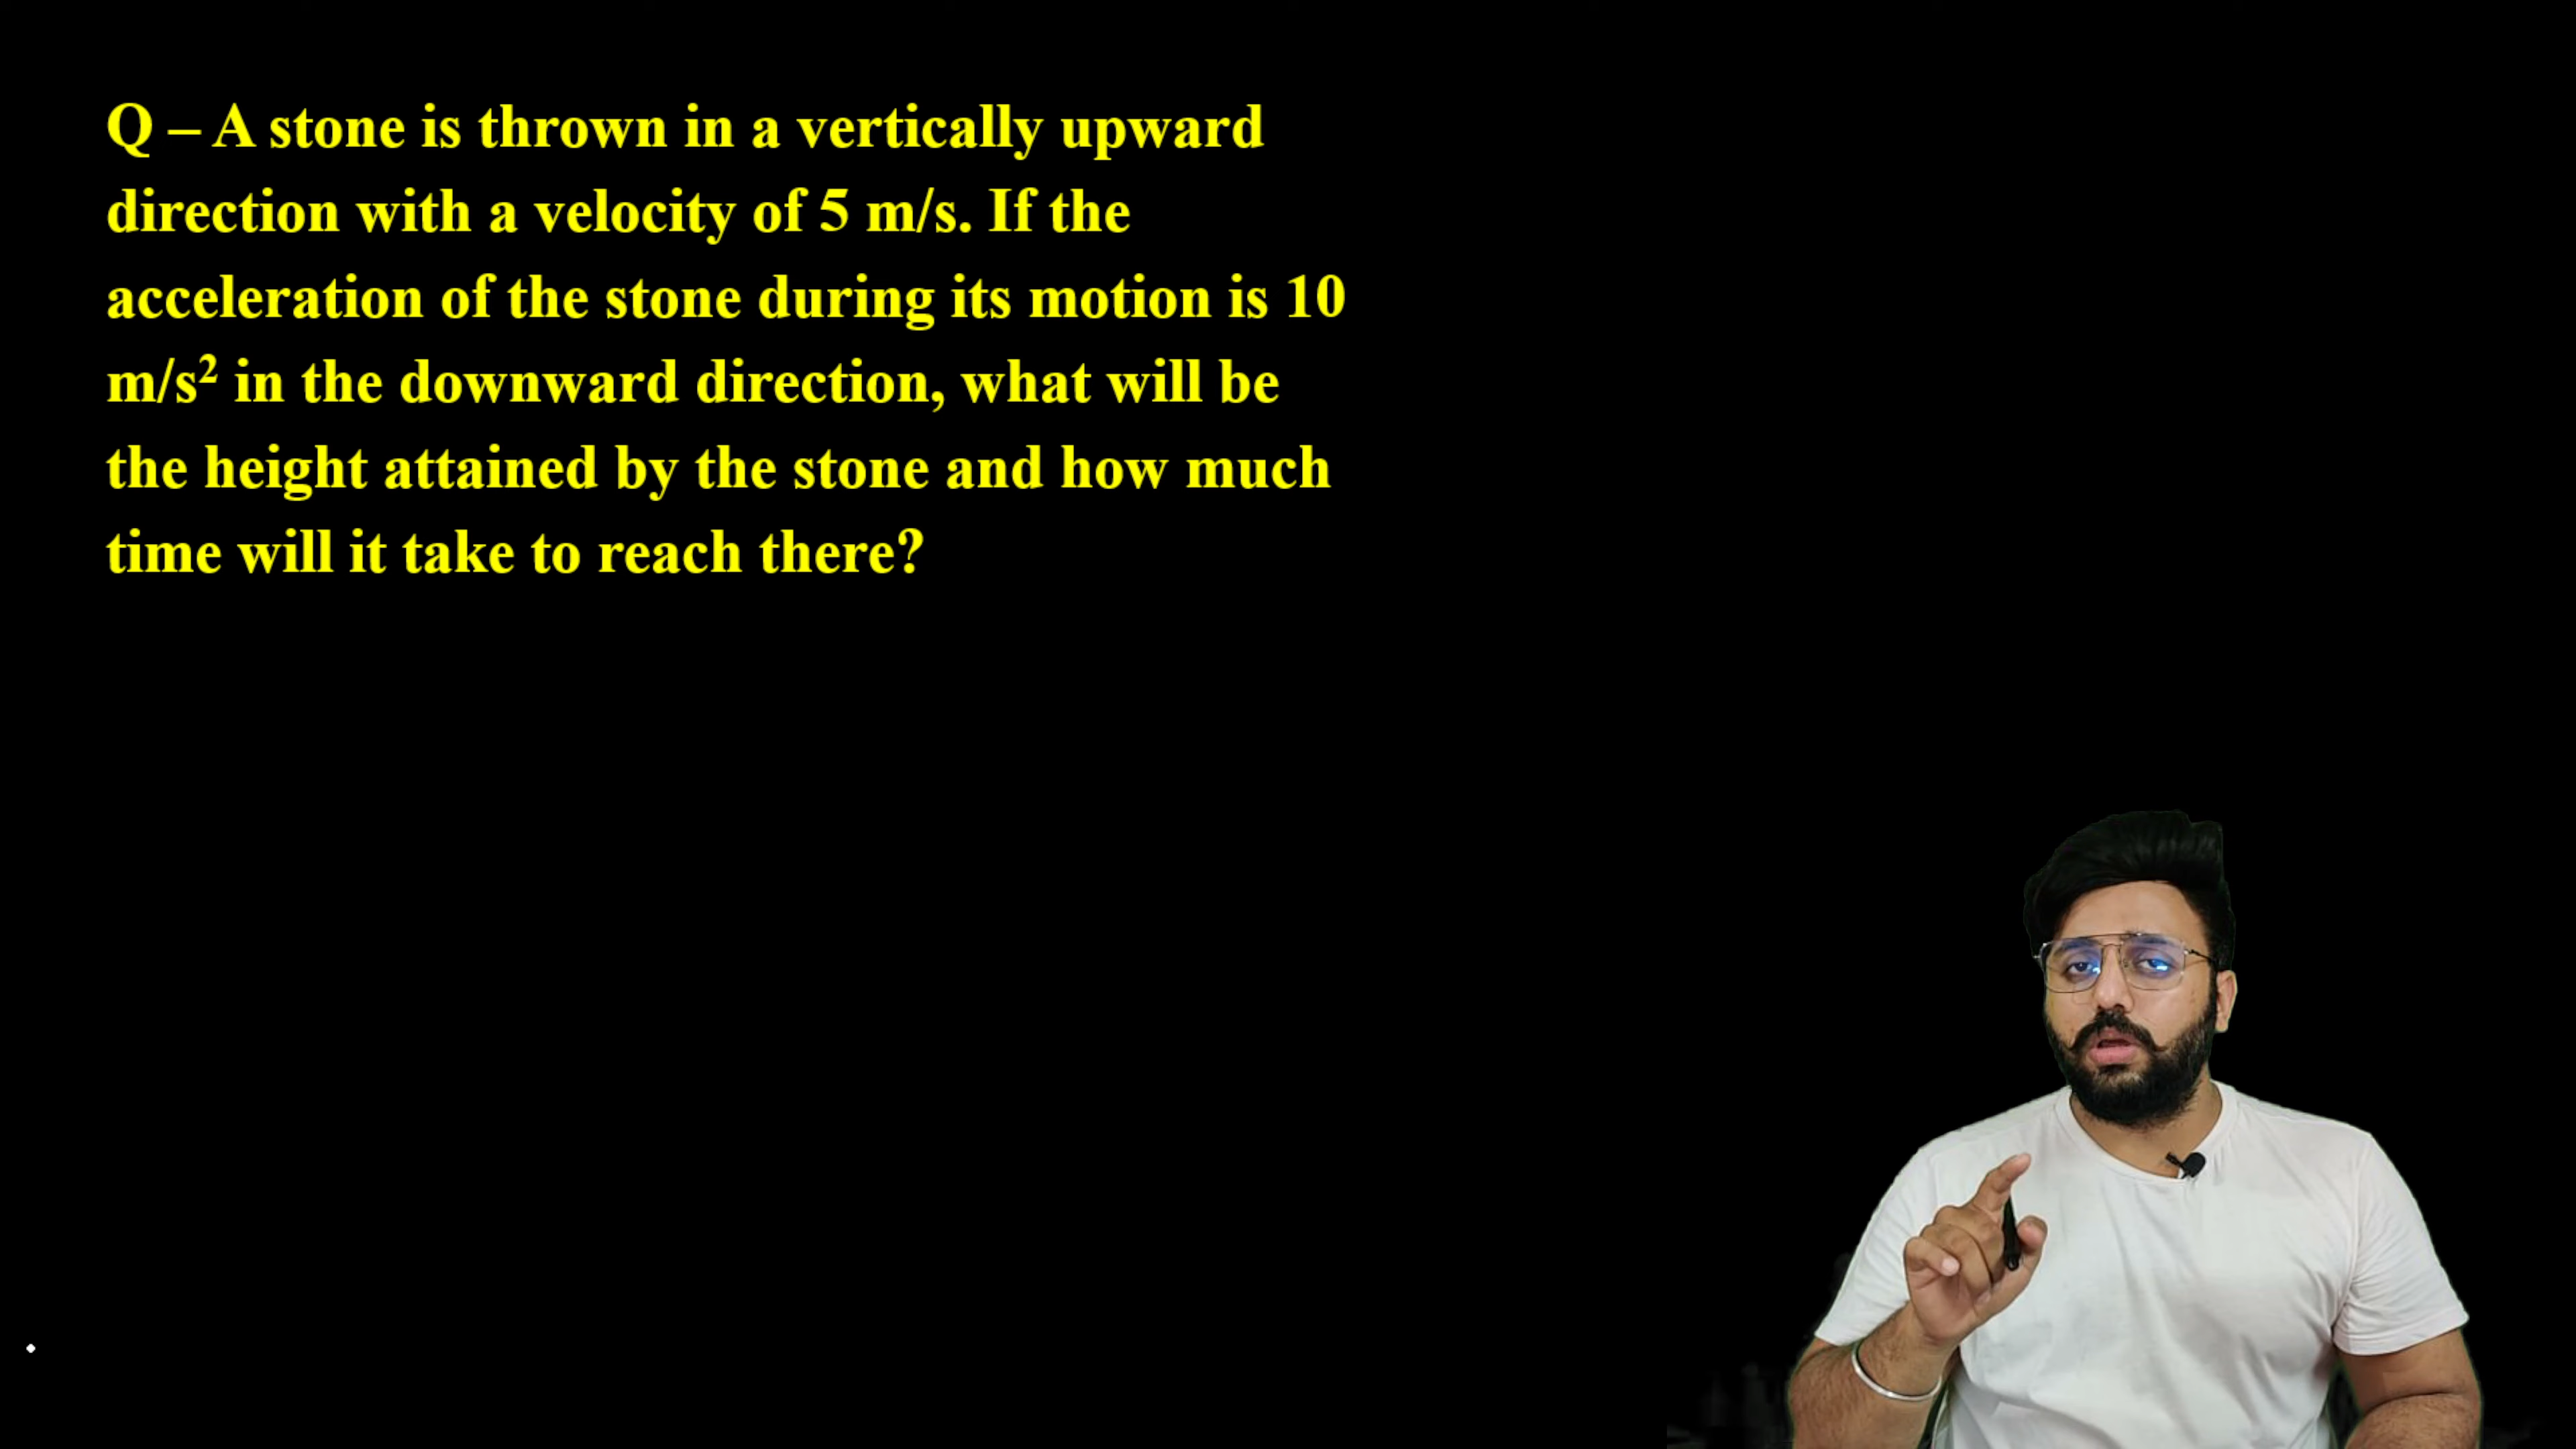 Q – A stone is thrown in a vertically upward
direction with a velocity of 5 m/s. If the
acceleration of the stone during its motion is 10
m/s² in the downward direction, what will be
the height attained by the stone and how much
time will it take to reach there?